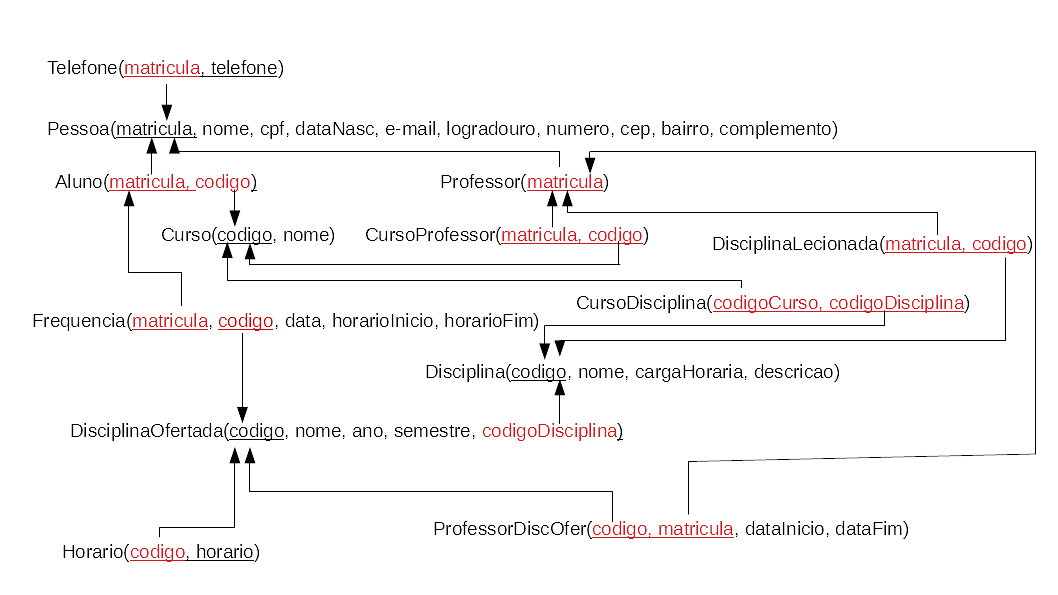 Telefone(matricula, telefone)
Pessoa(matricula, nome, cpf, dataNasc, e-mail, logradouro, numero, cep, bairro, complemento)
Aluno(matricula, codigo)
Professor(matricula)
Curso(codigo, nome)
CursoProfessor(matricula, codigo)
DisciplinaLecionada(matricula, codigo)
CursoDisciplina(codigoCurso, codigoDisciplina)
Frequencia(matricula, codigo, data, horarioInicio, horarioFim)
Disciplina(codigo, nome, cargaHoraria, descricao)
DisciplinaOfertada(codigo, nome, ano, semestre, codigoDisciplina)
ProfessorDiscOfer(codigo, matricula, dataInicio, dataFim)
Horario(codigo, horario)